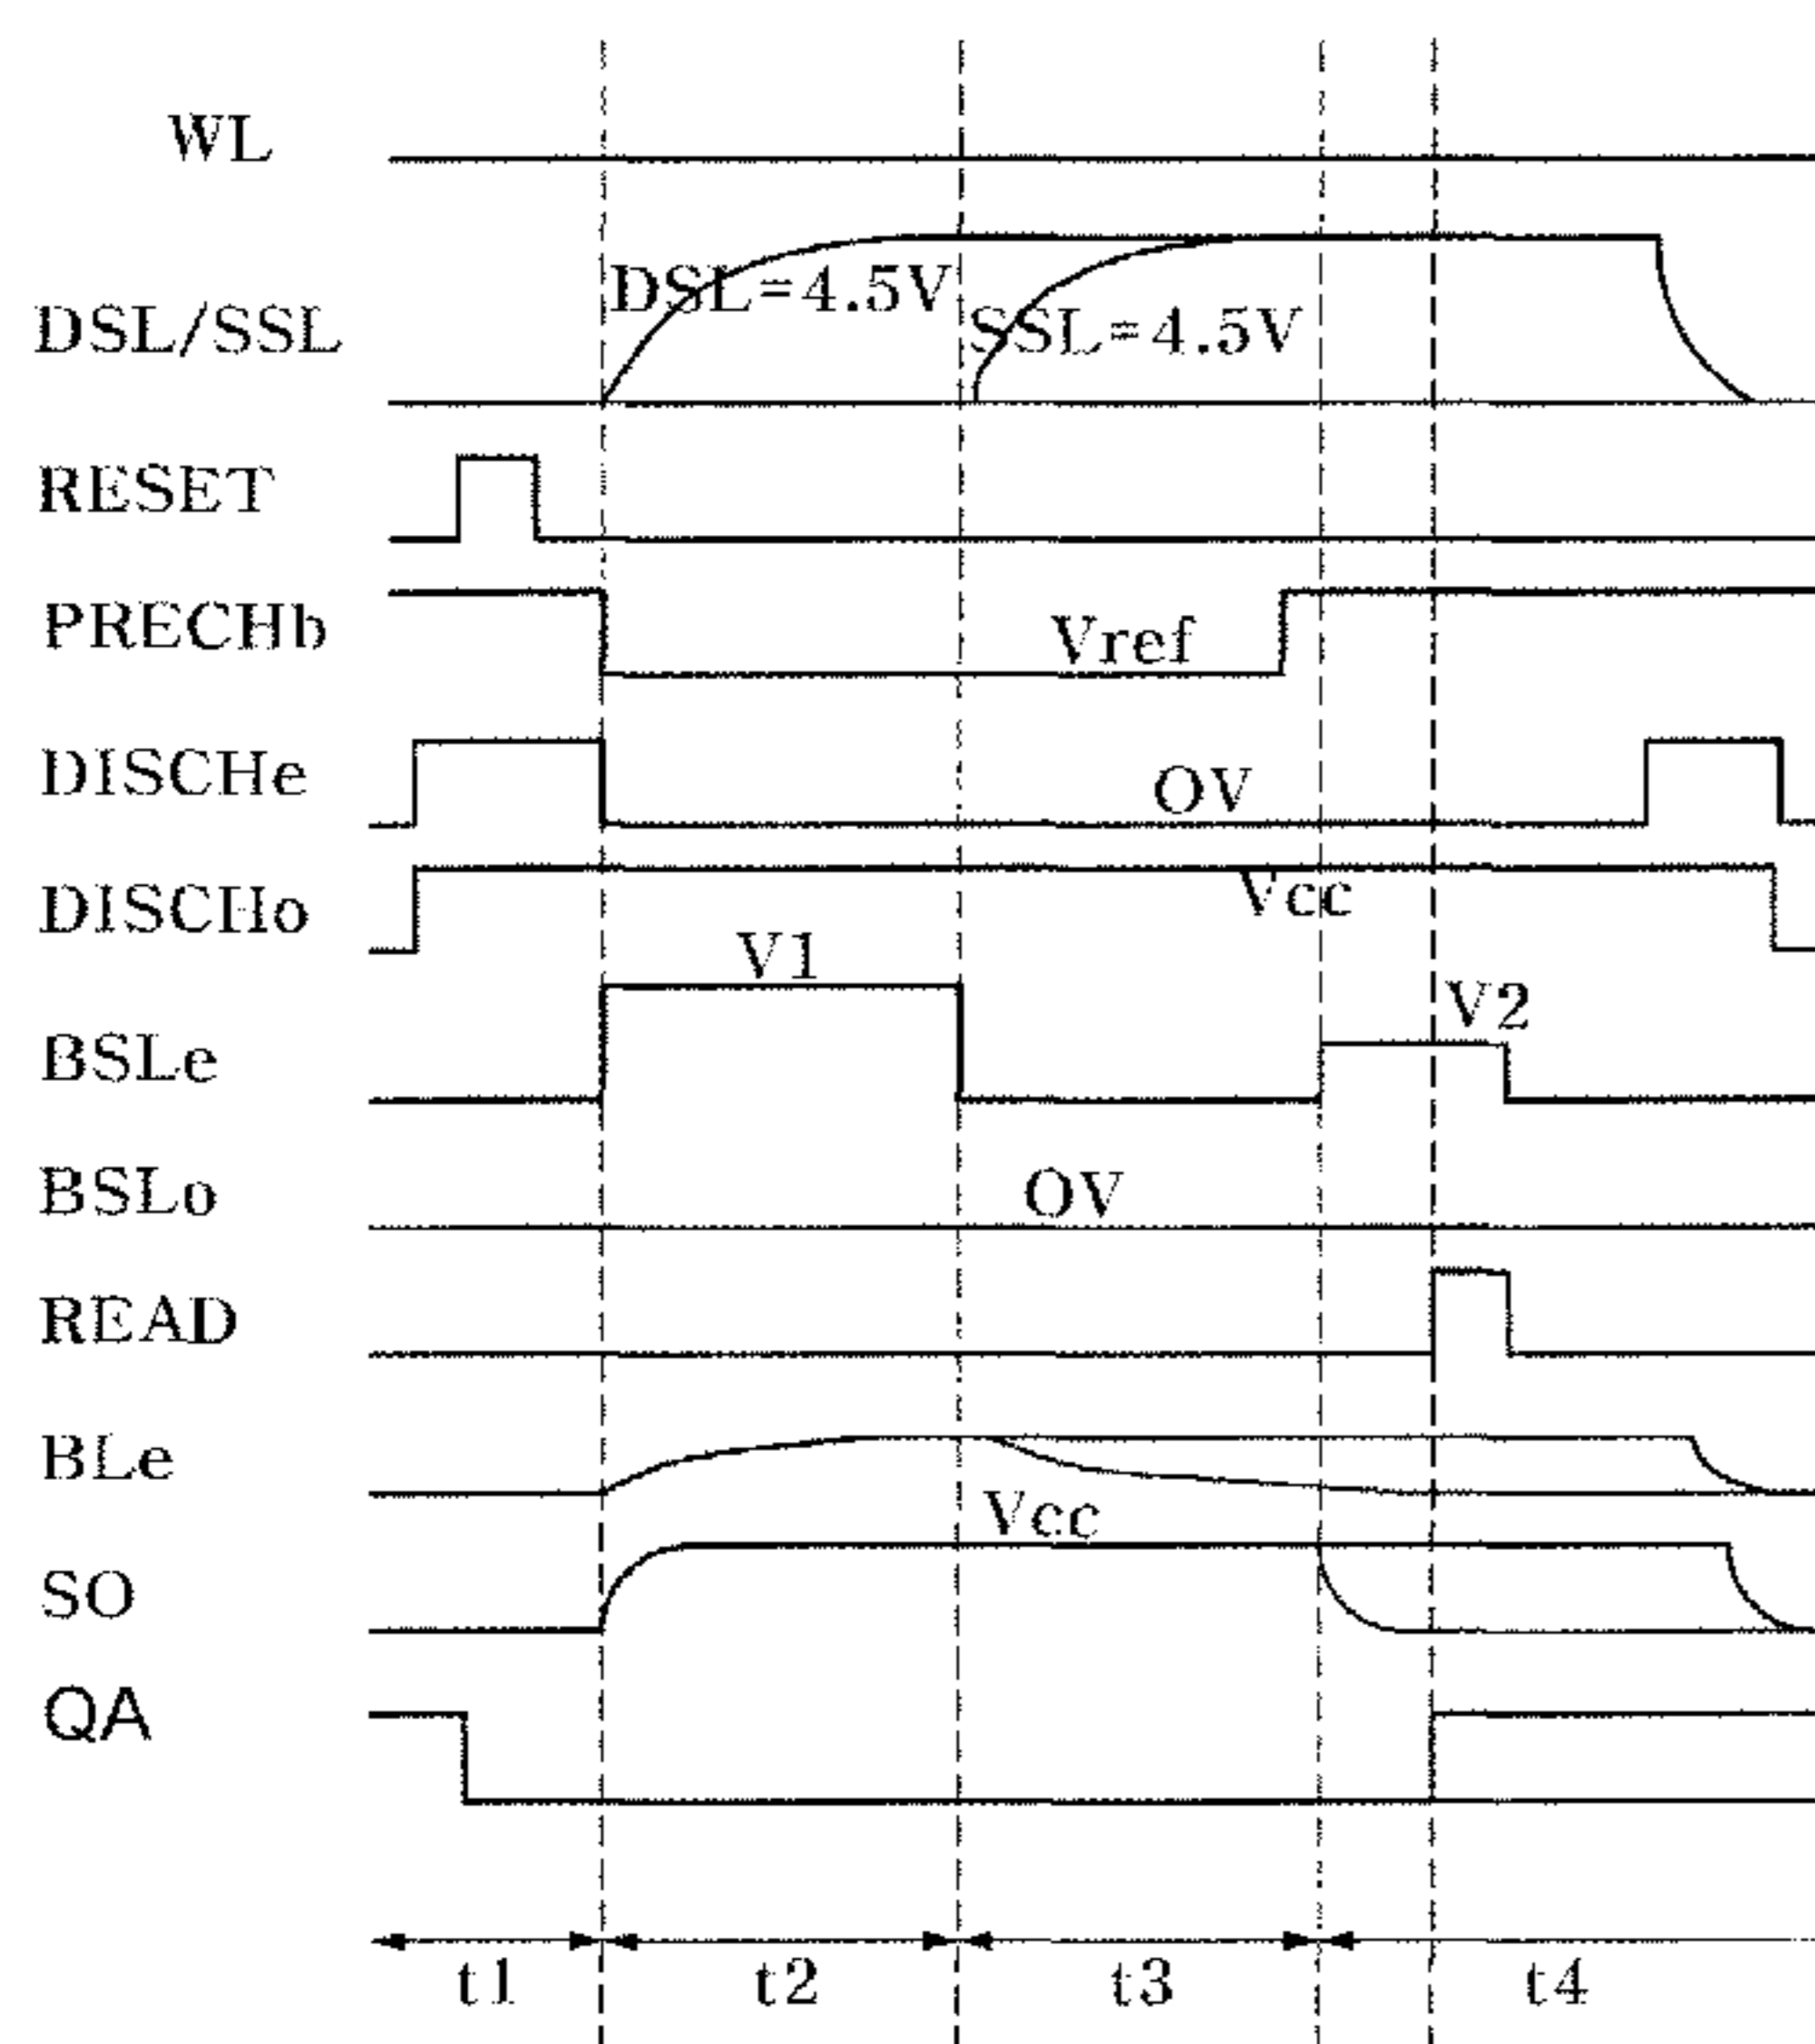 WL
DSL=4.5V
DSL/SSL
SSL=4.5V
RESET
PRECHb
Vref
DISCHe
OV
DISCHo
Vcc
V1
V2
BSLe
BSLo
OV
READ
BLe
Vcc
SO
QA
t1 t2 t3 t4